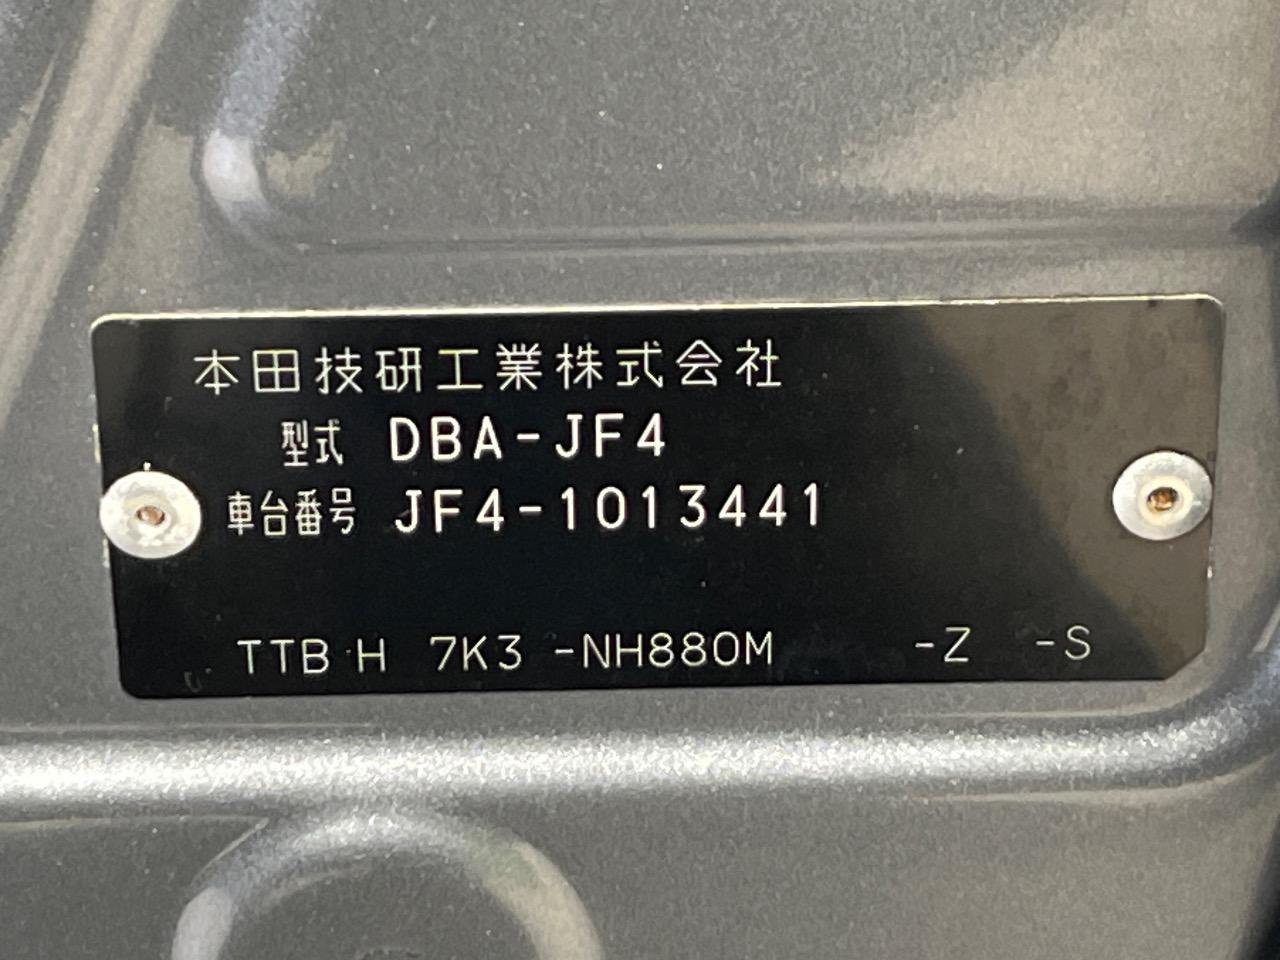 本田技研工業株式会社
型式 DBA-JF4
車台番号 JF4-1013441
TTB H 7K3 -NH880M -Z -S